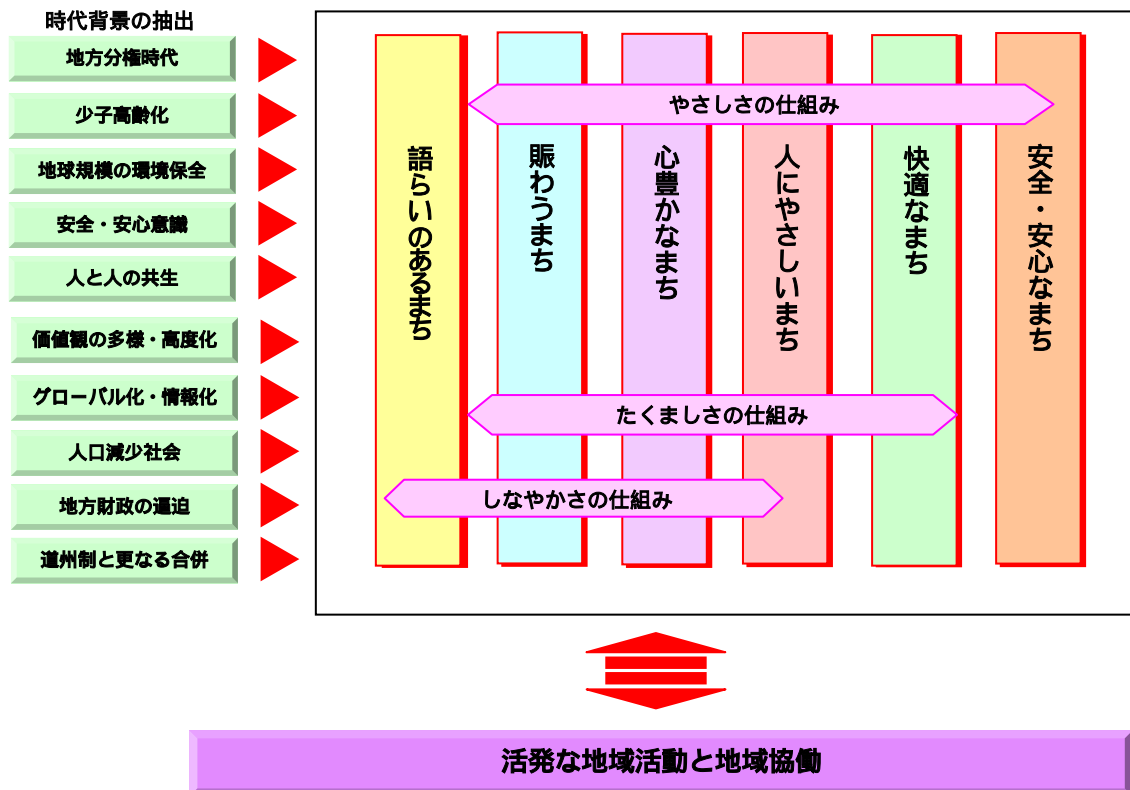 時代背景の抽出
地方分権時代
少子高齢化
地球規模の環境保全
安全・安心意識
人と人の共生
価値観の多様・高度化
グローバル化・情報化
人口減少社会
地方財政の逼迫
道州制と更なる合併
やさしさの仕組み
語らいのあるまち
賑わうまち
心豊かなまち
人にやさしいまち
快適なまち
安全・安心なまち
たくましさの仕組み
しなやかさの仕組み
活発な地域活動と地域協働